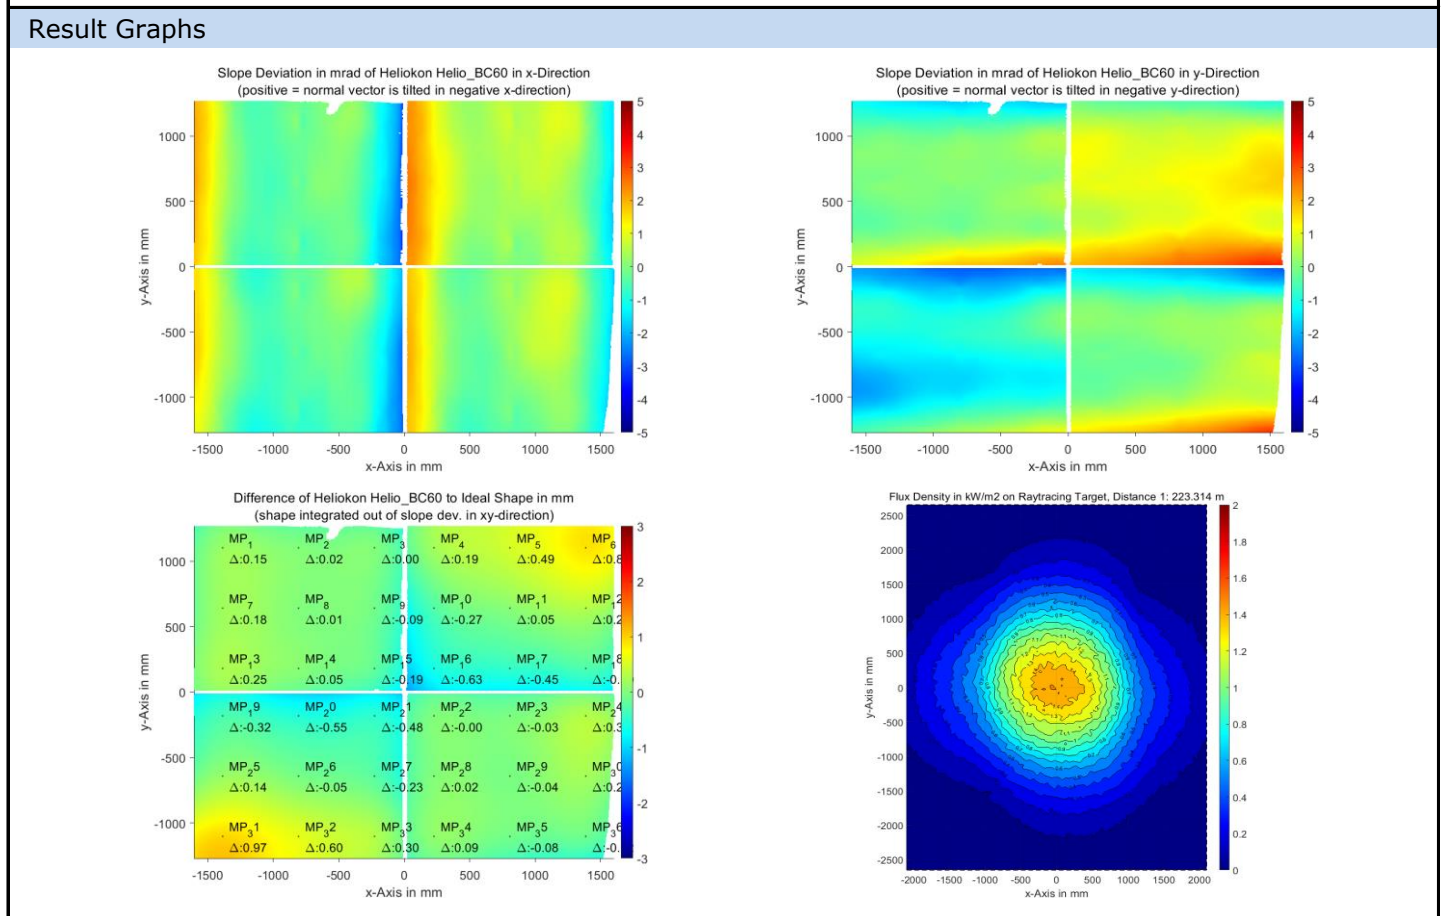 Result Graphs
Slope Deviation in mrad of Heliokon Helio_BC60 in x-Direction
(positive = normal vector is tilted in negative x-direction)
1000
500
0
-500
-1000
y-Axis in mm
-1500 -1000 -500 0 500 1000 1500
x-Axis in mm
5
4
3
2
1
0
-1
-2
-3
-4
-5
Slope Deviation in mrad of Heliokon Helio_BC60 in y-Direction
(positive = normal vector is tilted in negative y-direction)
1000
500
0
-500
-1000
y-Axis in mm
-1500 -1000 -500 0 500 1000 1500
x-Axis in mm
5
4
3
2
1
0
-1
-2
-3
-4
-5
Difference of Heliokon Helio_BC60 to Ideal Shape in mm
(shape integrated out of slope dev. in xy-direction)
MP1 MP2 MP3 MP4 MP5 MP6
Δ:0.15 Δ:0.02 Δ:0.00 Δ:0.19 Δ:0.49 Δ:0.8
MP7 MP8 MP9 MP10 MP11 MP12
Δ:0.18 Δ:0.01 Δ:-0.09 Δ:-0.27 Δ:0.05 Δ:0.2
MP13 MP14 MP15 MP16 MP17 MP18
Δ:0.25 Δ:0.05 Δ:-0.19 Δ:-0.63 Δ:-0.45 Δ:-0.
MP19 MP20 MP21 MP22 MP23 MP24
Δ:-0.32 Δ:-0.55 Δ:-0.48 Δ:-0.00 Δ:-0.03 Δ:0.3
MP25 MP26 MP27 MP28 MP29 MP30
Δ:0.14 Δ:-0.05 Δ:-0.23 Δ:0.02 Δ:-0.04 Δ:0.2
MP31 MP32 MP33 MP34 MP35 MP36
Δ:0.97 Δ:0.60 Δ:0.30 Δ:0.09 Δ:-0.08 Δ:-0.
1000
500
0
-500
-1000
y-Axis in mm
-1500 -1000 -500 0 500 1000 1500
x-Axis in mm
3
2
1
0
-1
-2
-3
Flux Density in kW/m2 on Raytracing Target, Distance 1: 223.314 m
2500
2000
1500
1000
500
0
-500
-1000
-1500
-2000
-2500
y-Axis in mm
-2000 -1500 -1000 -500 0 500 1000 1500 2000
x-Axis in mm
2
1.8
1.6
1.4
1.2
1
0.8
0.6
0.4
0.2
0